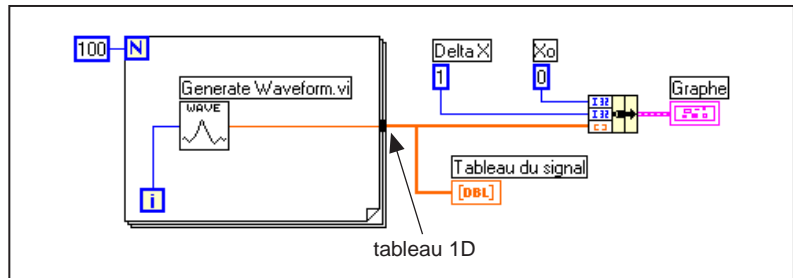 100
N
Generate Waveform.vi
WAVE
i
Delta X
1
Xo
0
I32
I32
Graphe
Tableau du signal
[DBL]
tableau 1D